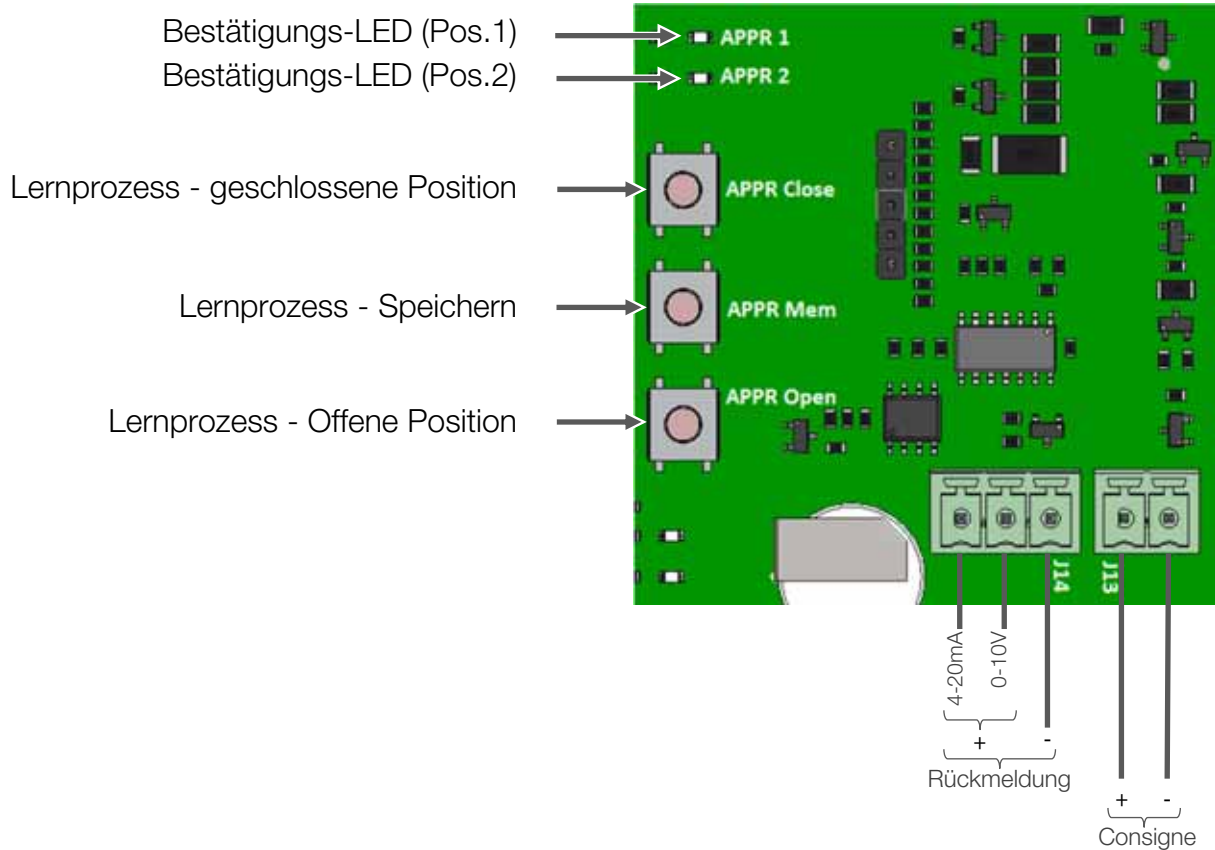 Bestätigungs-LED (Pos.1)
APPR 1
Bestätigungs-LED (Pos.2)
APPR 2
Lernprozess - geschlossene Position
APPR Close
Lernprozess - Speichern
APPR Mem
Lernprozess - Offene Position
APPR Open
J14
J13
4-20mA
0-10V
+ -
Rückmeldung
+ -
Consigne